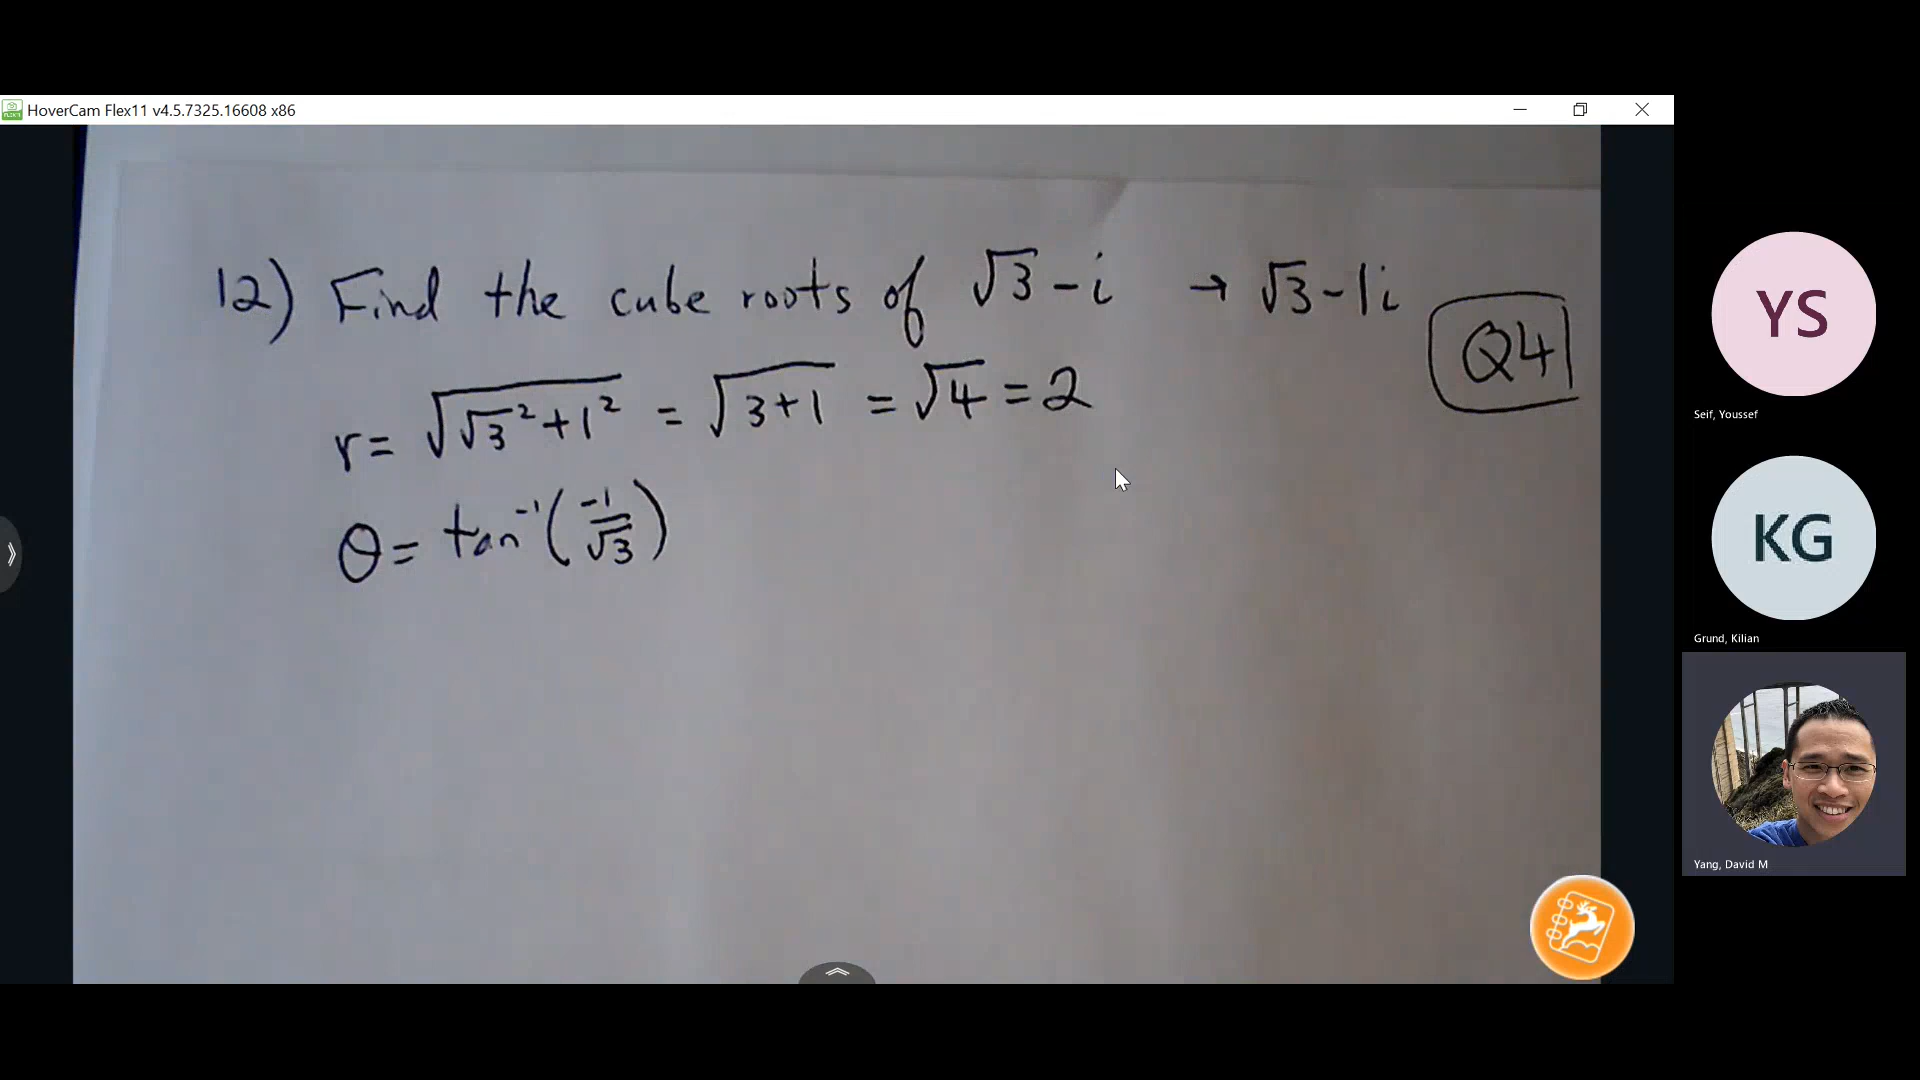 HoverCam Flex11 v4.5.7325.16608 x86
12) Find the cube roots of √3 - i → √3 - 1i
Q4
r = √(√3² + 1²) = √(3+1) = √4 = 2
θ = tan⁻¹(-1/√3)
YS
Seif, Youssef
KG
Grund, Kilian
Yang, David M